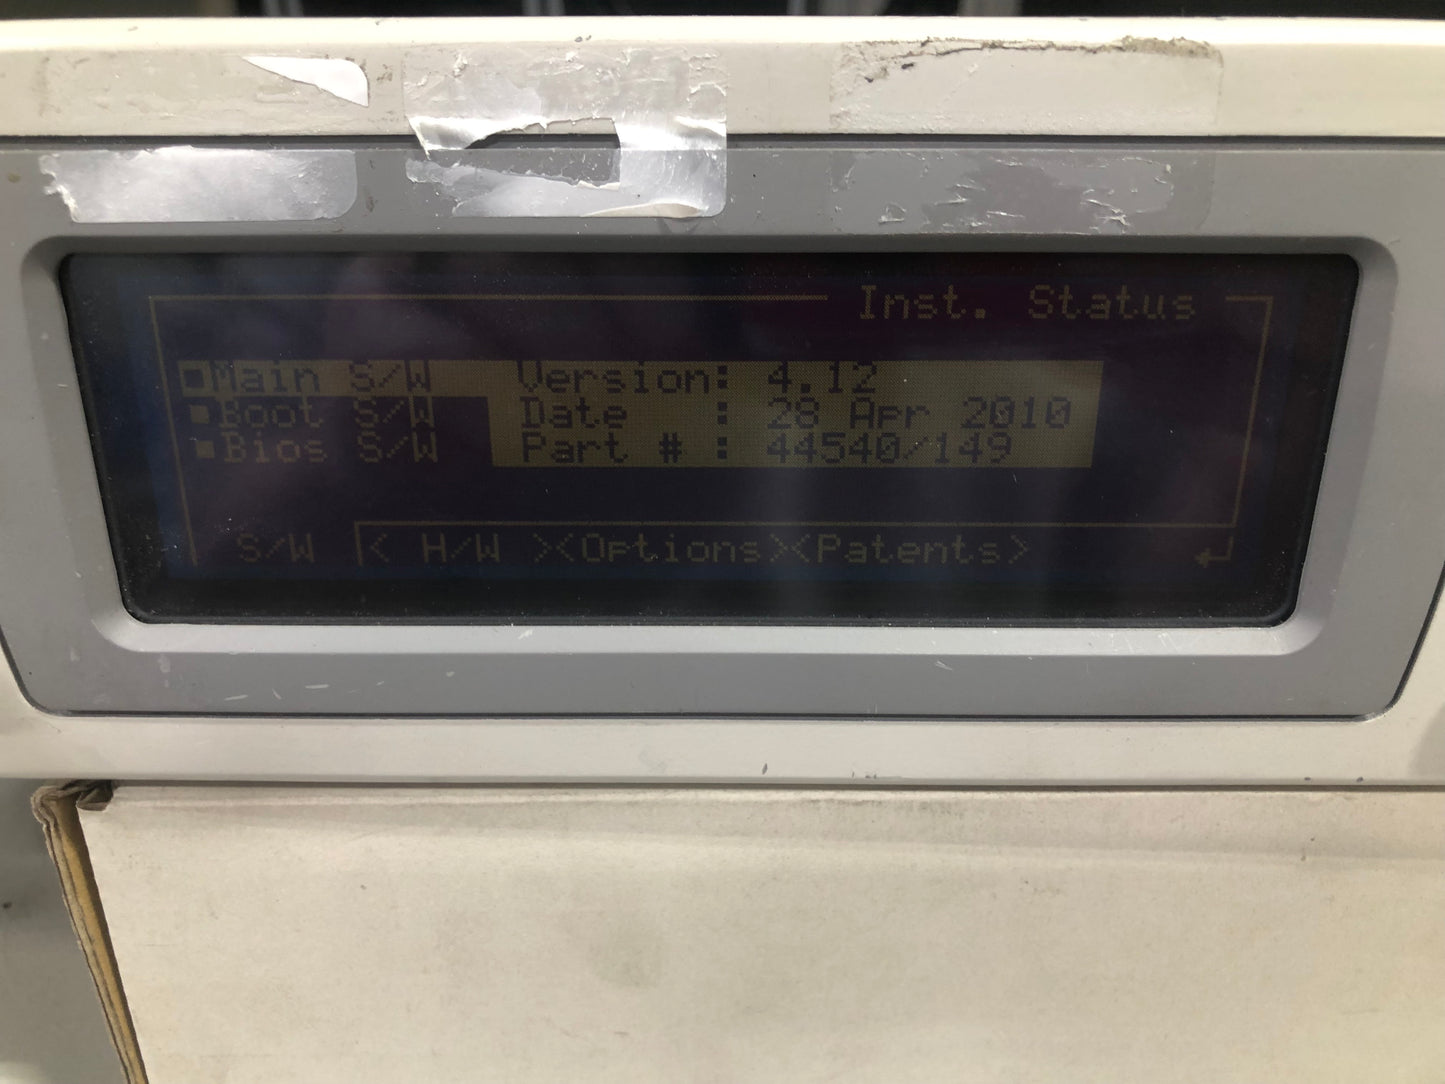 Inst. Status
Main S/W Version: 4.12
Boot S/W Date : 28 Apr 2010
Bios S/W Part # : 44540/149
S/W < H/W ><Options><Patents>